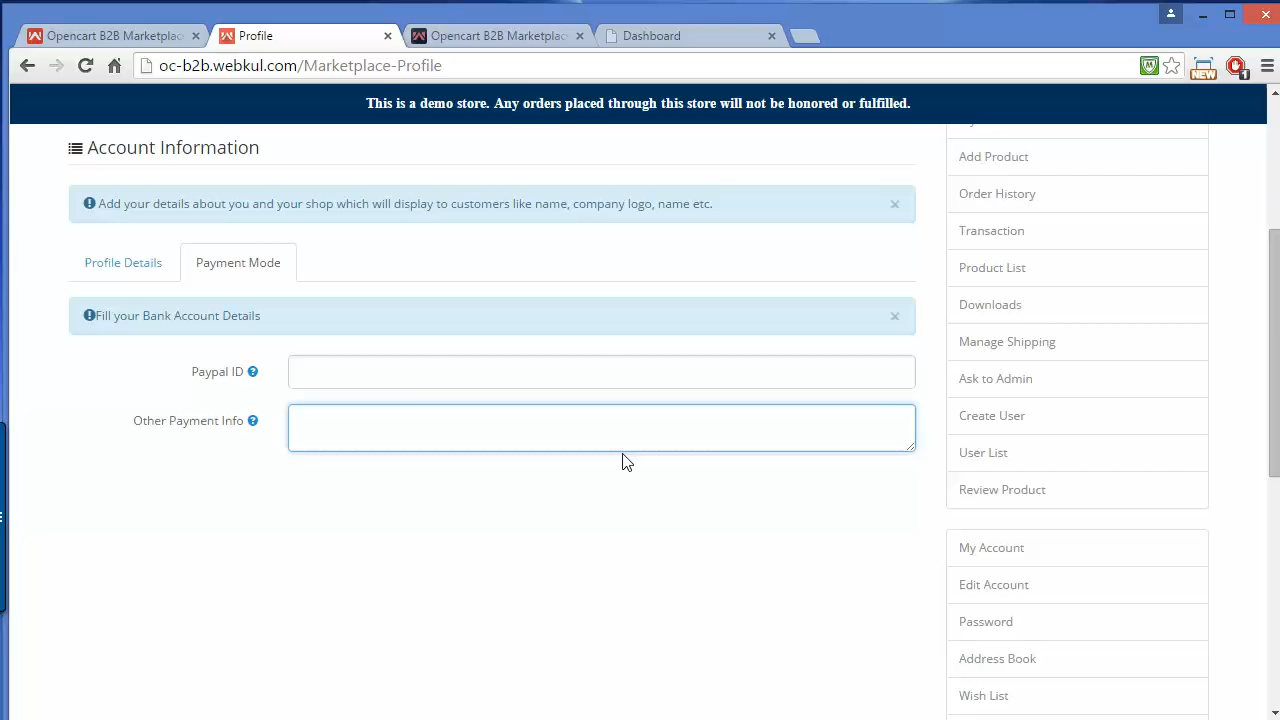 Opencart B2B Marketplac
Profile
Opencart B2B Marketplac
Dashboard
oc-b2b.webkul.com/Marketplace-Profile
NEW
1
This is a demo store. Any orders placed through this store will not be honored or fulfilled.
Account Information
Add your details about you and your shop which will display to customers like name, company logo, name etc.
Profile Details
Payment Mode
Fill your Bank Account Details
Paypal ID
Other Payment Info
Add Product
Order History
Transaction
Product List
Downloads
Manage Shipping
Ask to Admin
Create User
User List
Review Product
My Account
Edit Account
Password
Address Book
Wish List